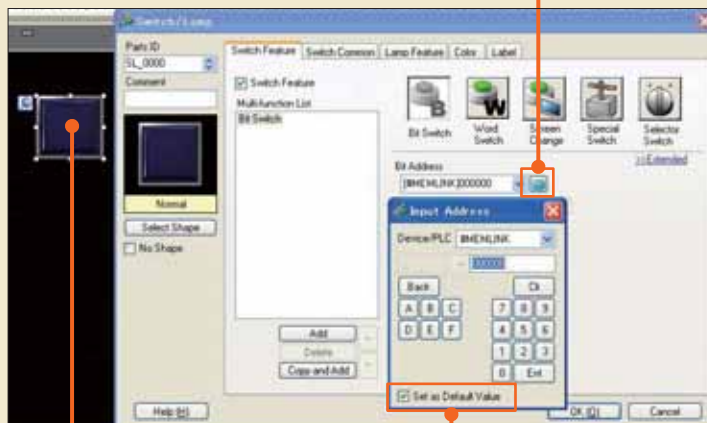 Switch/Lamp
Parts ID
SL_0000
Comment
Normal
Select Shape
No Shape
Help (H)
Switch Feature
Switch Common
Lamp Feature
Color
Label
Switch Feature
Multifunction List
Bit Switch
Add
Delete
Copy and Add
Bit Switch
Word Switch
Screen Change
Special Switch
Selector Switch
>>Extended
Bit Address
[#MEMLINK]000000
Input Address
Device/PLC #MEMLINK
000000
Back Clr
A B C 7 8 9
D E F 4 5 6
1 2 3
0 Ent
Set as Default Value
OK (O)
Cancel